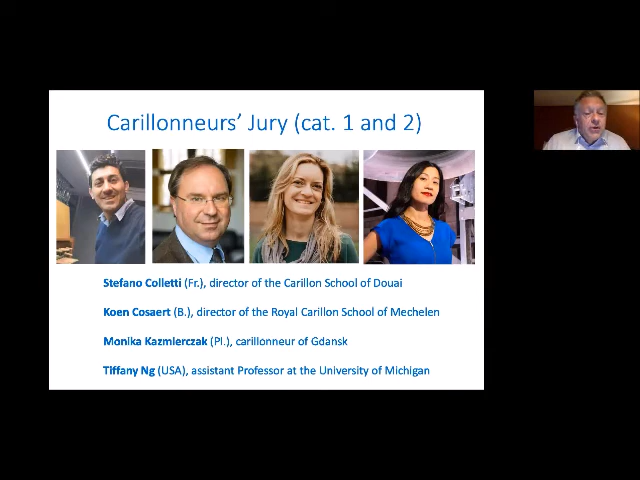 Carillonneurs’ Jury (cat. 1 and 2)
Stefano Colletti (Fr.), director of the Carillon School of Douai
Koen Cosaert (B.), director of the Royal Carillon School of Mechelen
Monika Kazmierczak (Pl.), carillonneur of Gdansk
Tiffany Ng (USA), assistant Professor at the University of Michigan